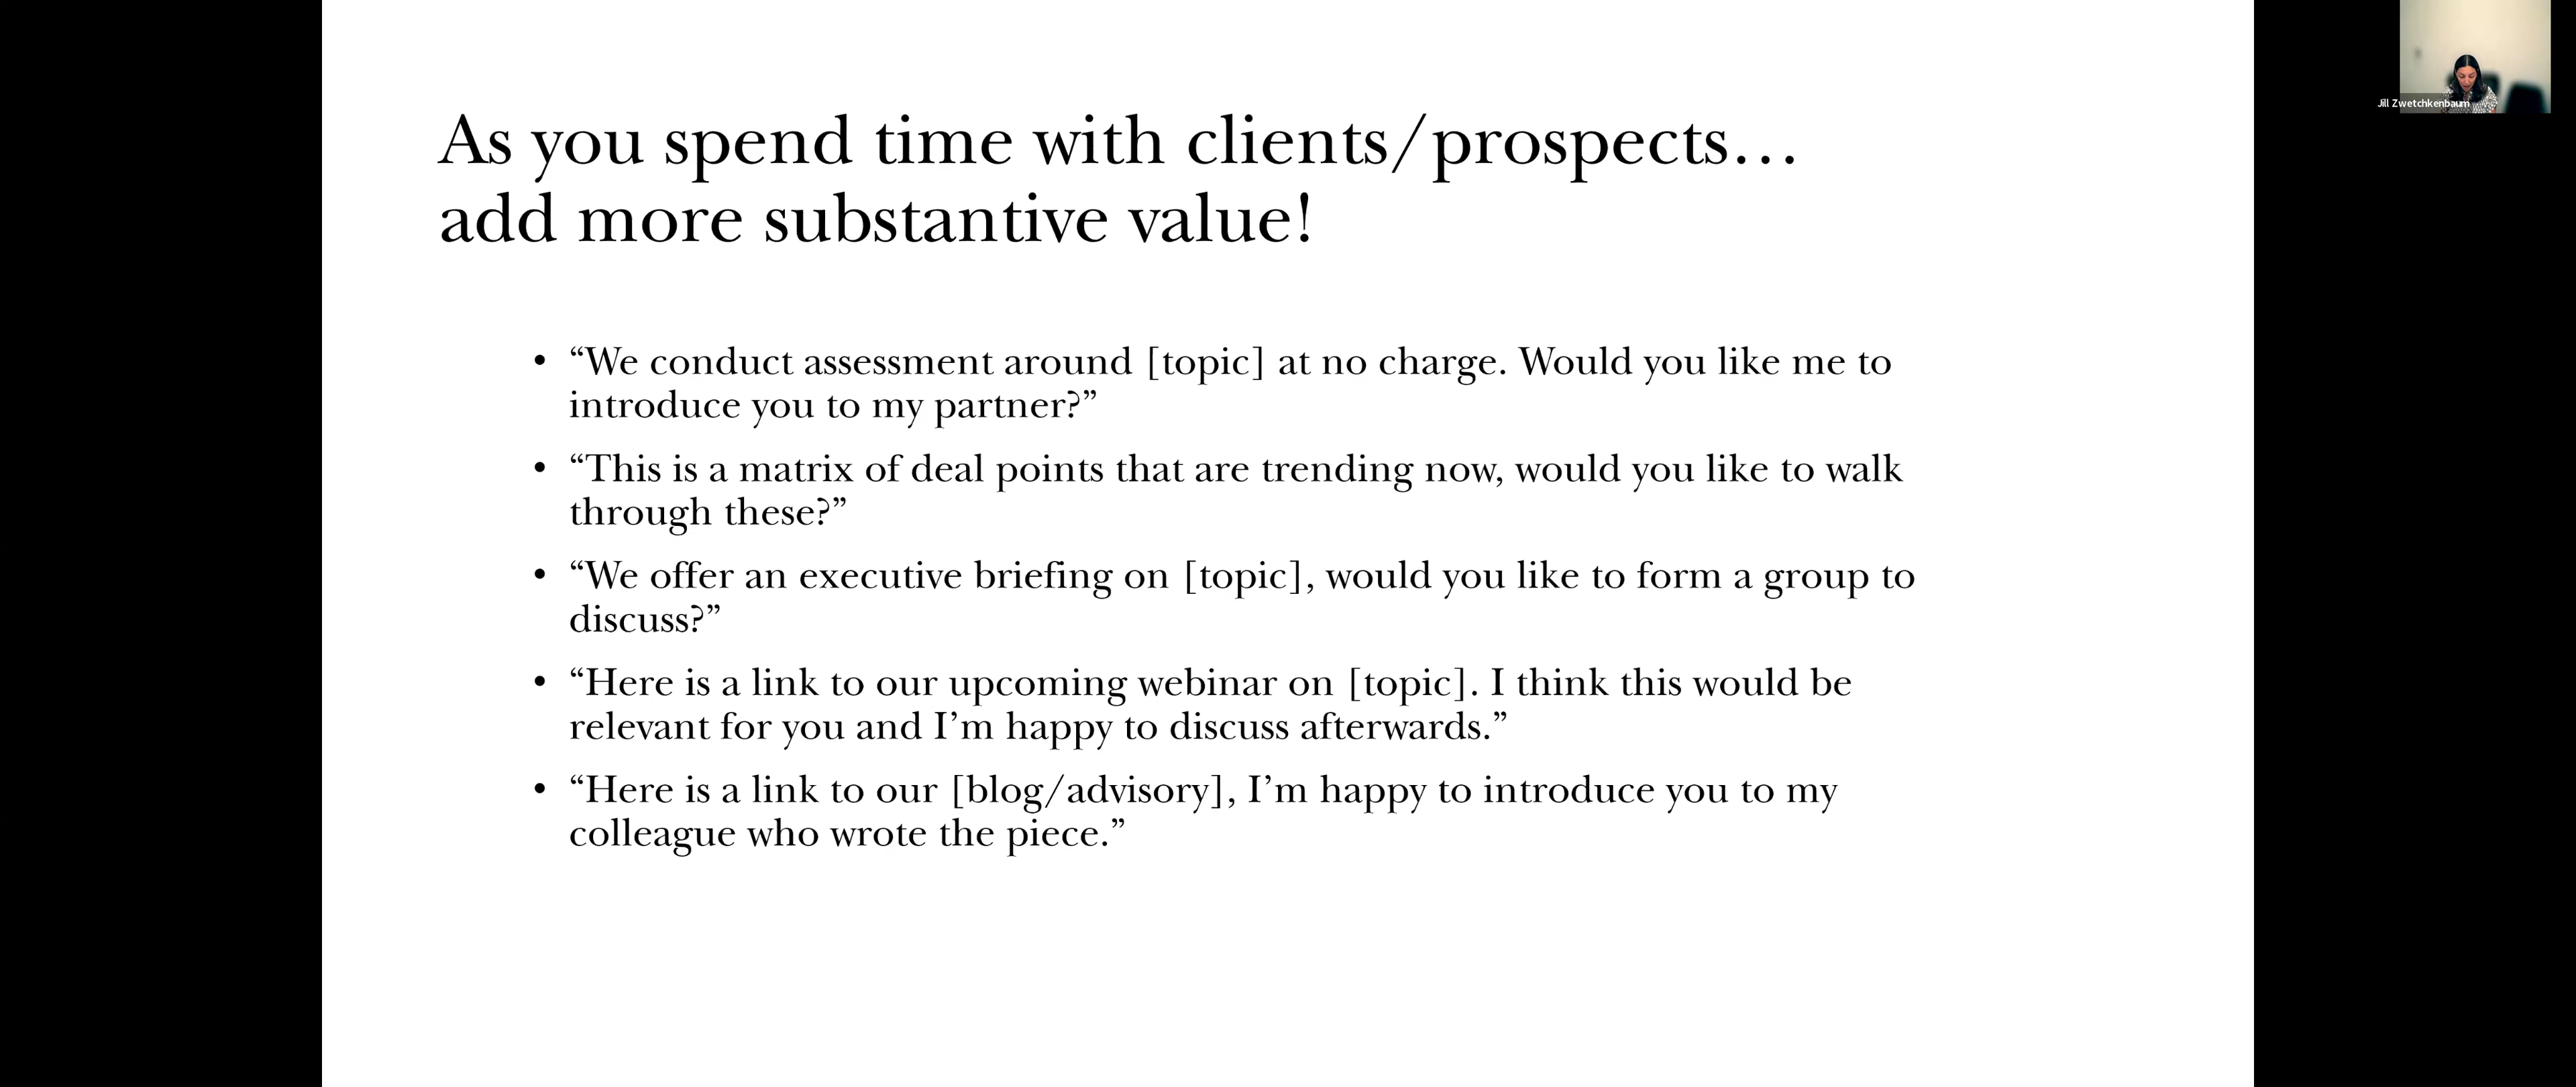 As you spend time with clients/prospects…
add more substantive value!
• “We conduct assessment around [topic] at no charge. Would you like me to
introduce you to my partner?”
• “This is a matrix of deal points that are trending now, would you like to walk
through these?”
• “We offer an executive briefing on [topic], would you like to form a group to
discuss?”
• “Here is a link to our upcoming webinar on [topic]. I think this would be
relevant for you and I’m happy to discuss afterwards.”
• “Here is a link to our [blog/advisory], I’m happy to introduce you to my
colleague who wrote the piece.”
Jill Zwetchkenbaum